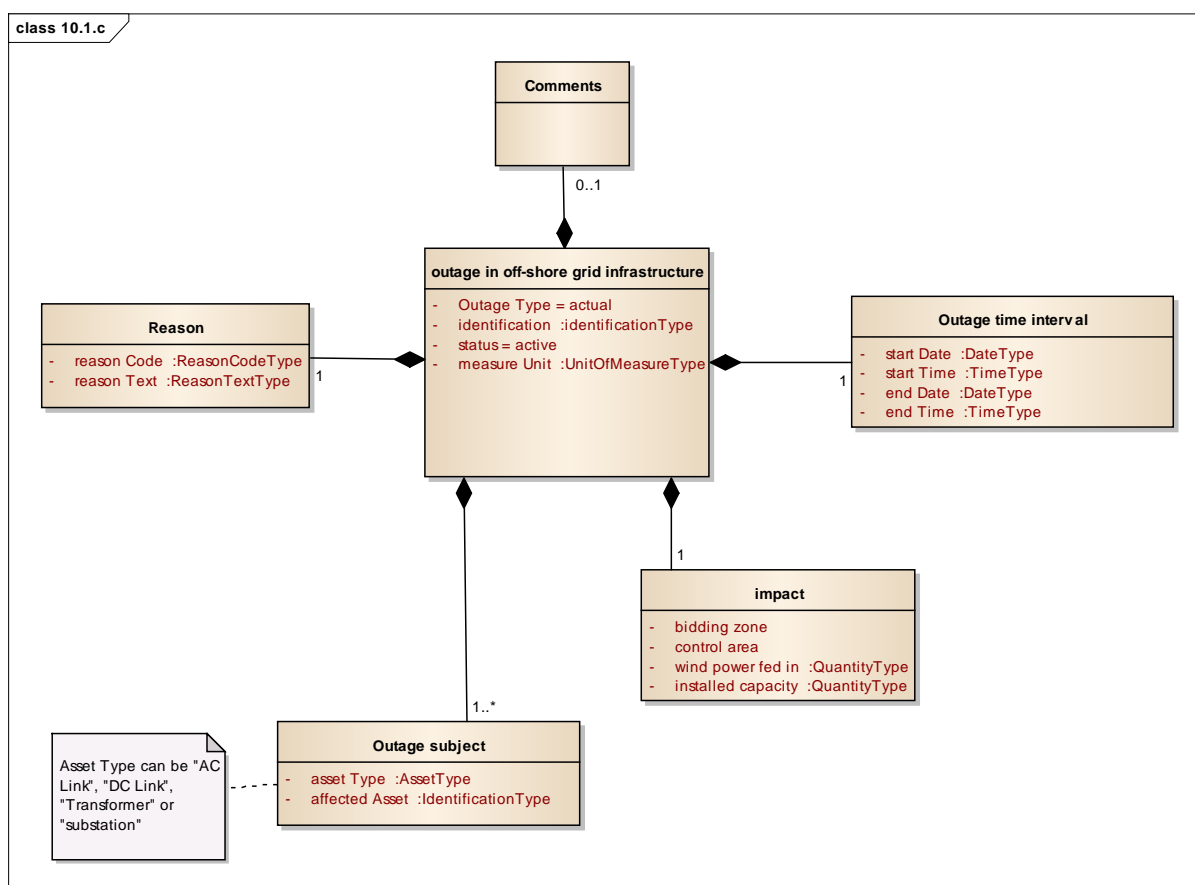 class 10.1.c
Comments
0..1
outage in off-shore grid infrastructure
- Outage Type = actual
- identification :identificationType
- status = active
- measure Unit :UnitOfMeasureType
Reason
- reason Code :ReasonCodeType
- reason Text :ReasonTextType
1
Outage time interval
- start Date :DateType
- start Time :TimeType
- end Date :DateType
- end Time :TimeType
1
1
impact
- bidding zone
- control area
- wind power fed in :QuantityType
- installed capacity :QuantityType
1..*
Outage subject
- asset Type :AssetType
- affected Asset :IdentificationType
Asset Type can be "AC
Link", "DC Link",
"Transformer" or
"substation"